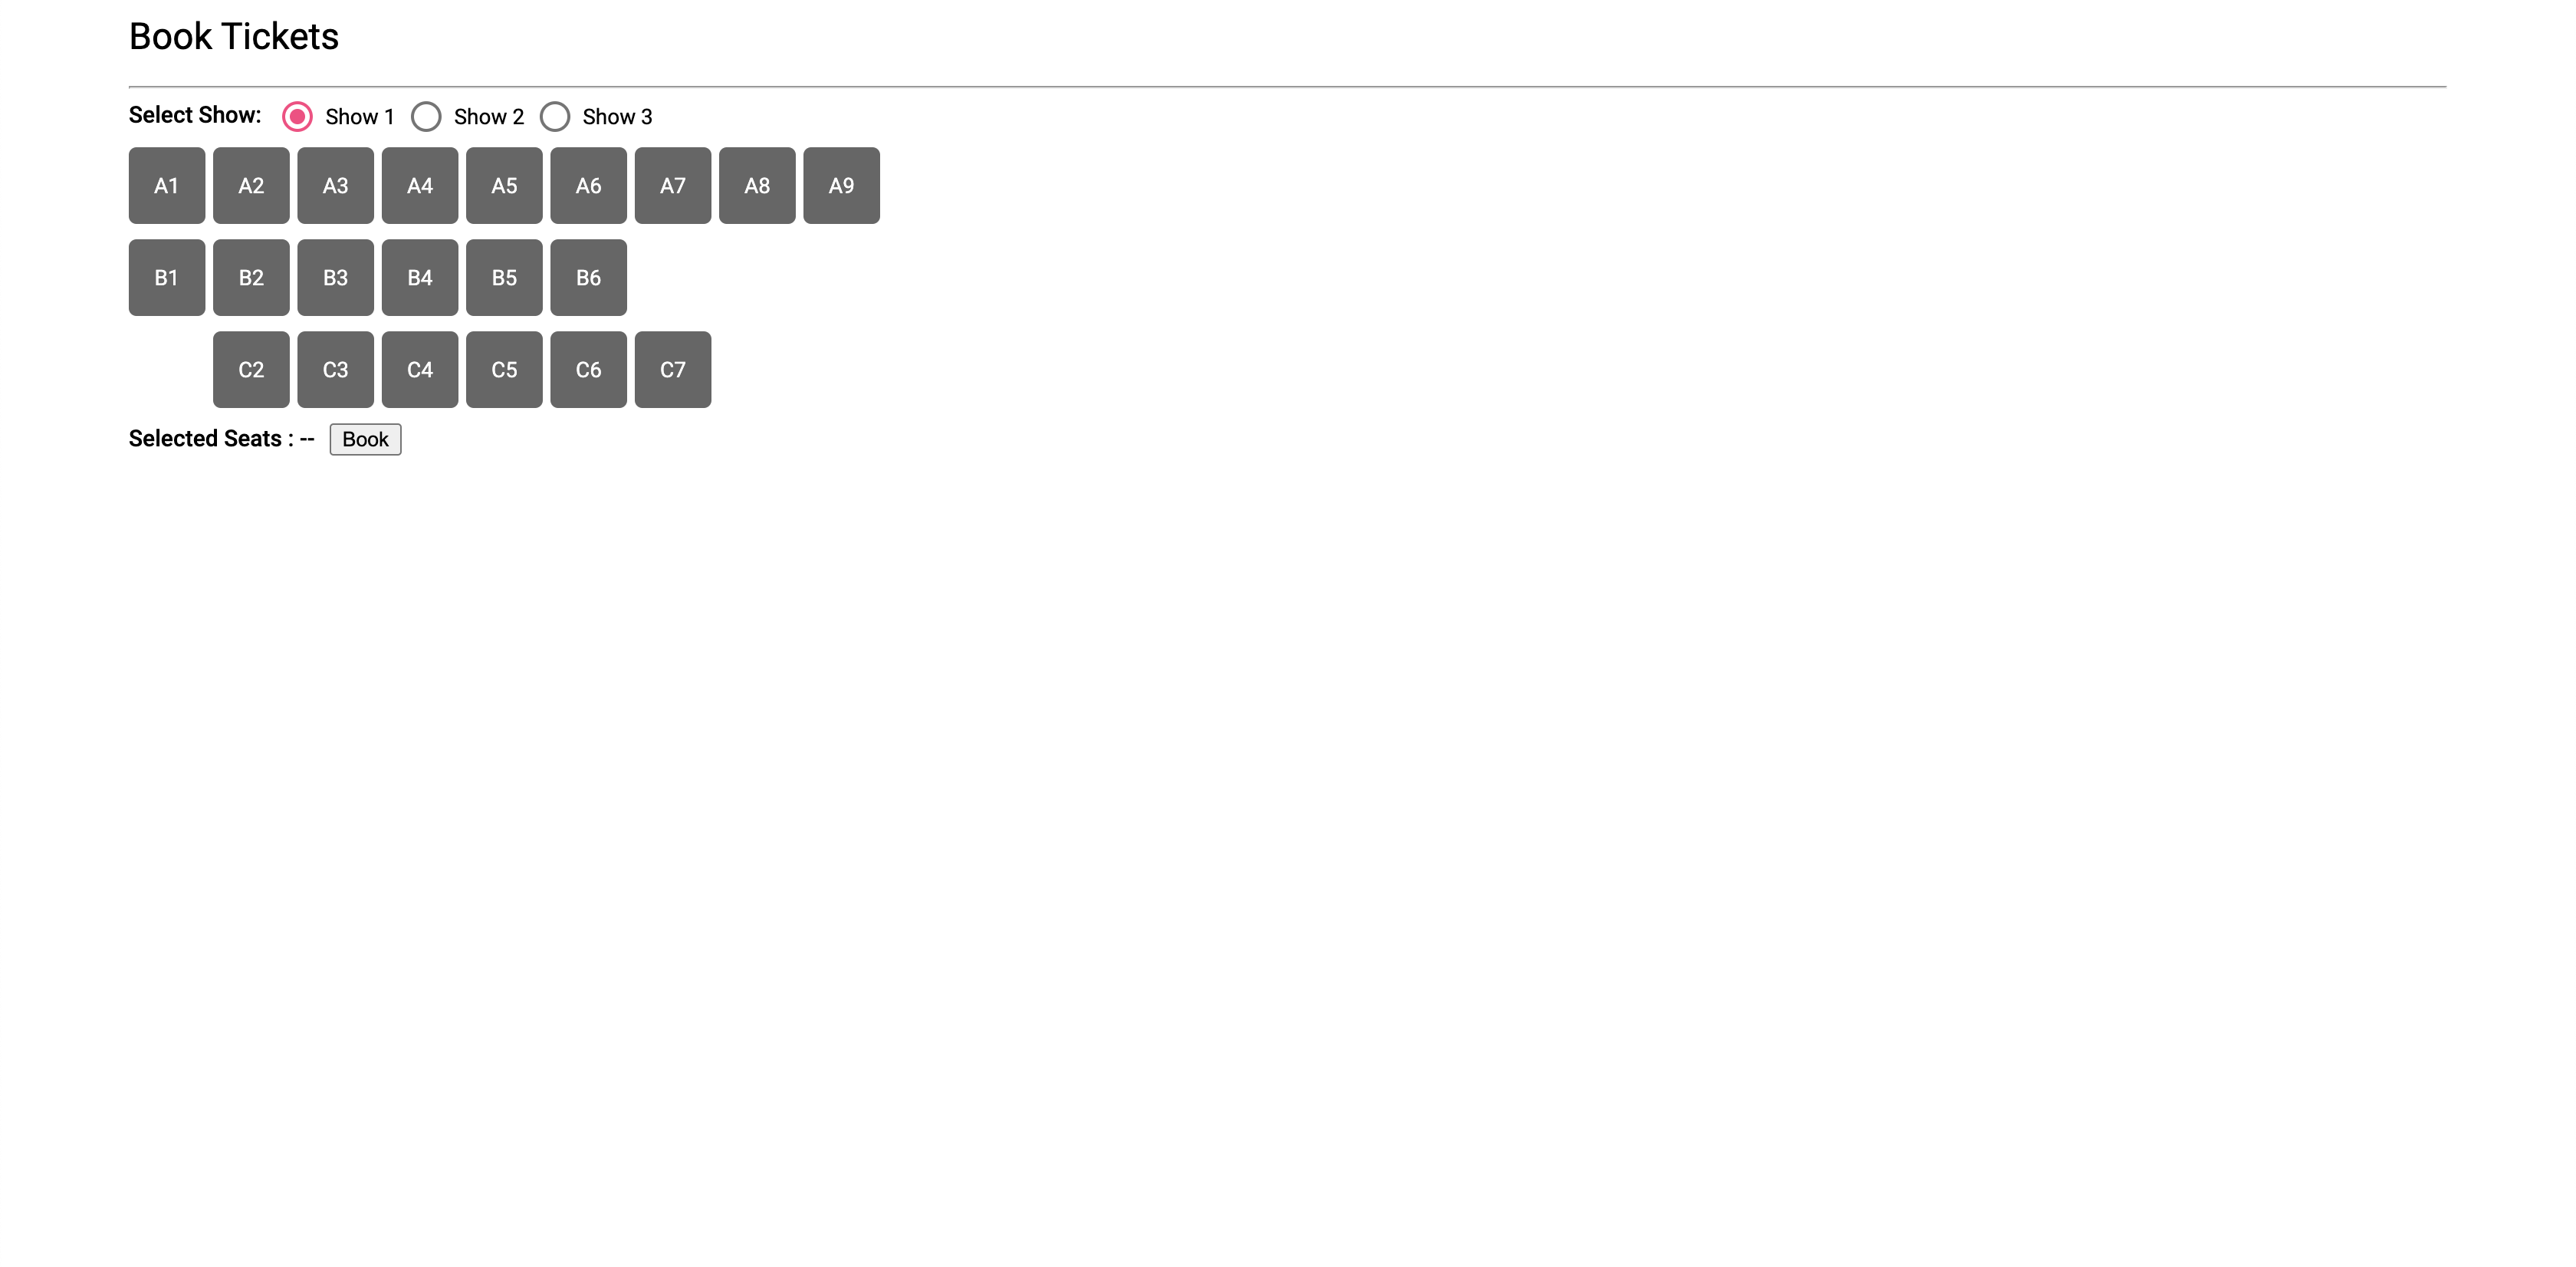 Book Tickets
Select Show: Show 1 Show 2 Show 3
A1 A2 A3 A4 A5 A6 A7 A8 A9
B1 B2 B3 B4 B5 B6
C2 C3 C4 C5 C6 C7
Selected Seats : -- Book